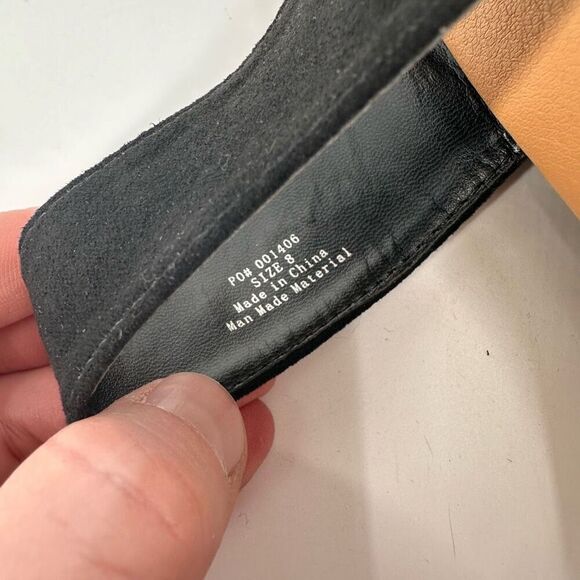 PO# 001406
SIZE 8
Made in China
Man Made Material